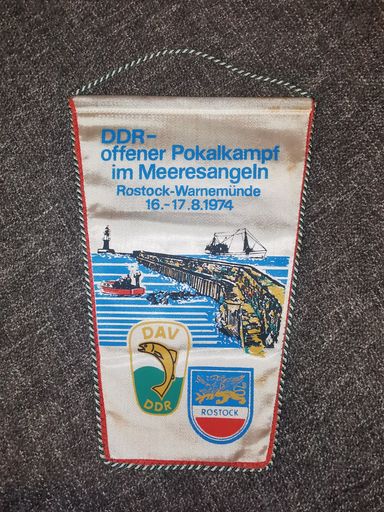 DDR-
offener Pokalkampf
im Meeresangeln
Rostock-Warnemünde
16.-17.8.1974
DAV
DDR
ROSTOCK